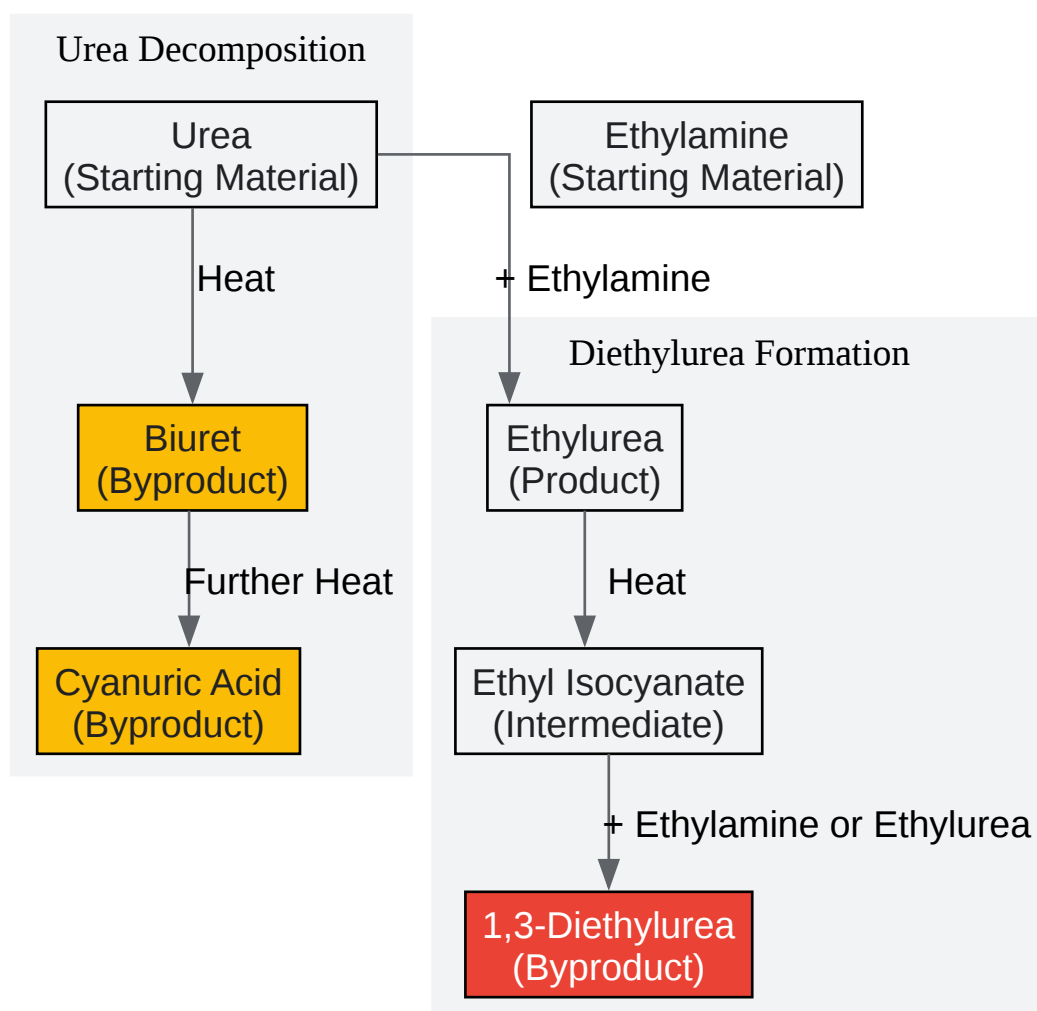 Urea Decomposition
Urea
(Starting Material)
Ethylamine
(Starting Material)
Heat
+ Ethylamine
Diethylurea Formation
Biuret
(Byproduct)
Ethylurea
(Product)
Further Heat
Heat
Cyanuric Acid
(Byproduct)
Ethyl Isocyanate
(Intermediate)
+ Ethylamine or Ethylurea
1,3-Diethylurea
(Byproduct)